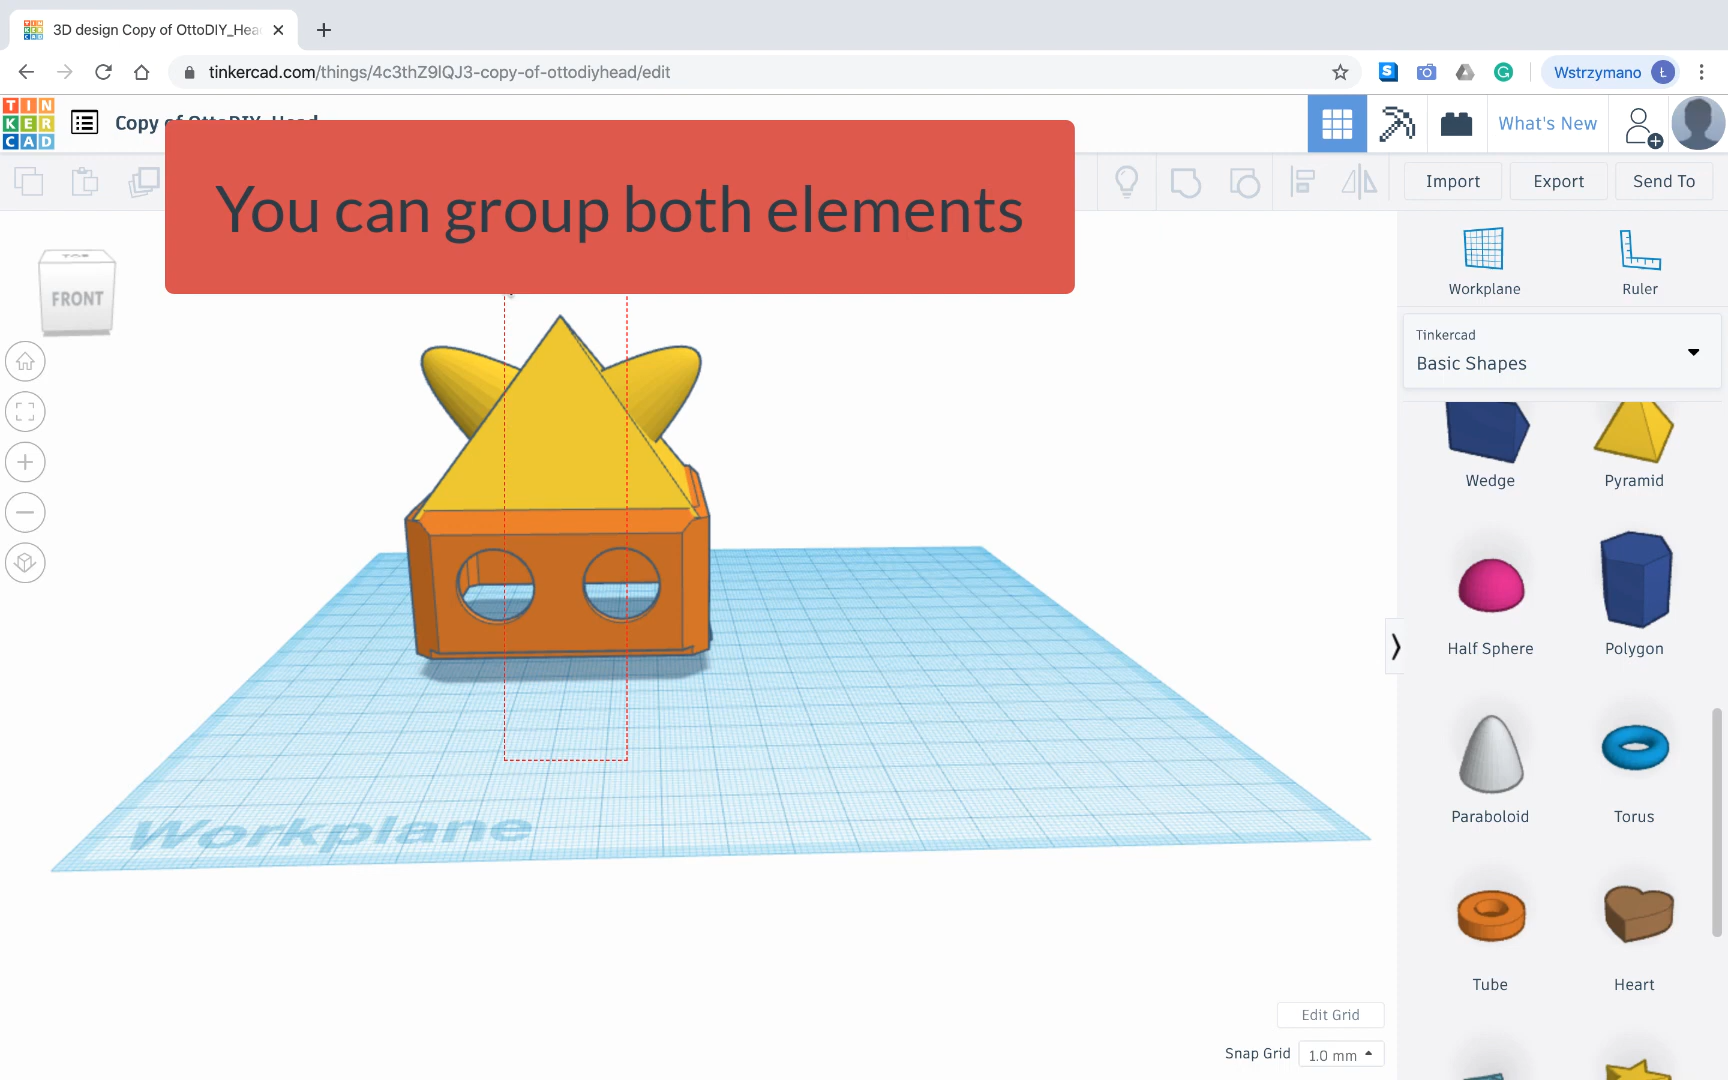 3D design Copy of OttoDIY_Hea
tinkercad.com/things/4c3thZ9lQJ3-copy-of-ottodiyhead/edit
Wstrzymano Ł
TIN
KER
CAD
Copy
What's New
You can group both elements
Import
Export
Send To
FRONT
Workplane
Ruler
Tinkercad
Basic Shapes
Wedge
Pyramid
Half Sphere
Polygon
Paraboloid
Torus
Tube
Heart
Workplane
Edit Grid
Snap Grid 1.0 mm